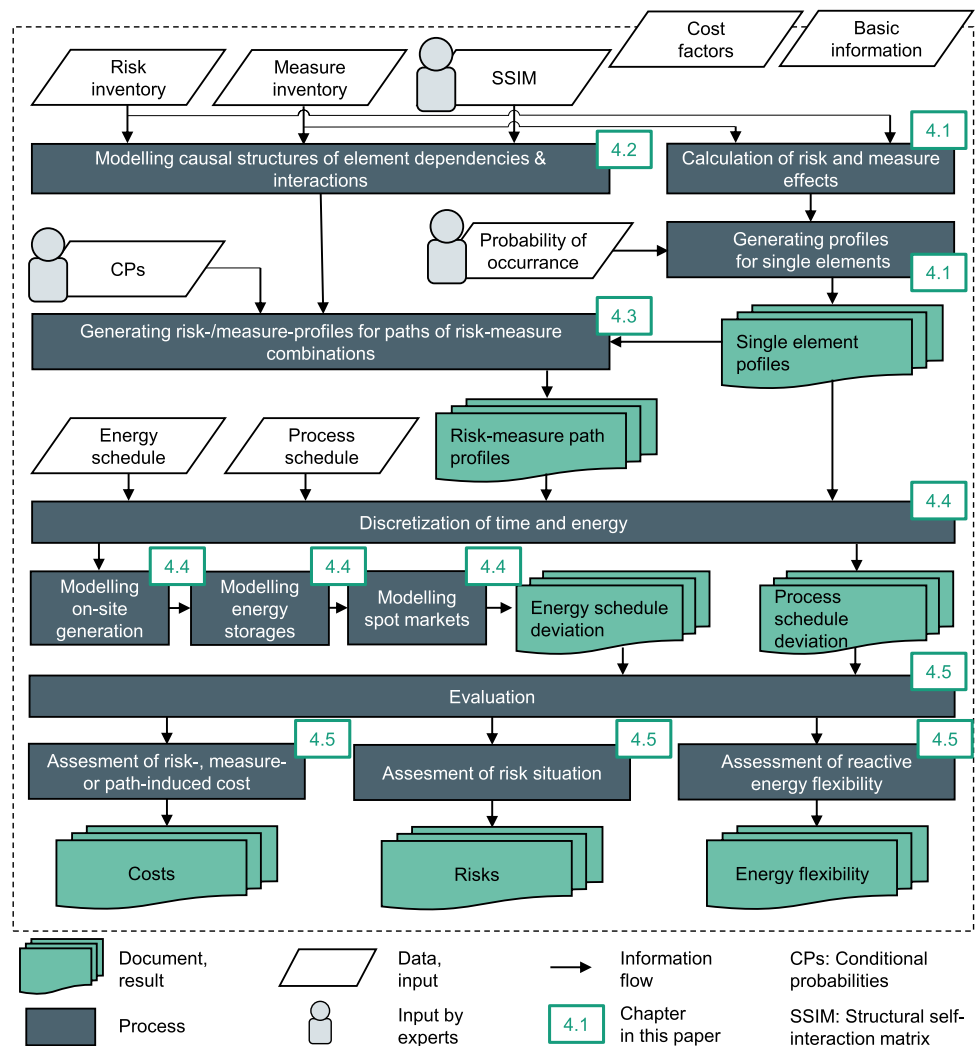 Cost
factors
Basic
information
Risk
inventory
Measure
inventory
SSIM
4.2
4.1
Modelling causal structures of element dependencies &
interactions
Calculation of risk and measure
effects
CPs
Probability of
occurrance
Generating profiles
for single elements
4.1
4.3
Generating risk-/measure-profiles for paths of risk-measure
combinations
Single element
pofiles
Energy
schedule
Process
schedule
Risk-measure path
profiles
4.4
Discretization of time and energy
4.4
4.4
4.4
Modelling
on-site
generation
Modelling
energy
storages
Modelling
spot markets
Energy schedule
deviation
Process
schedule
deviation
4.5
Evaluation
4.5
4.5
4.5
Assesment of risk-, measure-
or path-induced cost
Assesment of risk situation
Assessment of reactive
energy flexibility
Costs
Risks
Energy flexibility
Document,
result
Data,
input
Information
flow
CPs: Conditional
probabilities
Process
Input by
experts
4.1
Chapter
in this paper
SSIM: Structural self-
interaction matrix